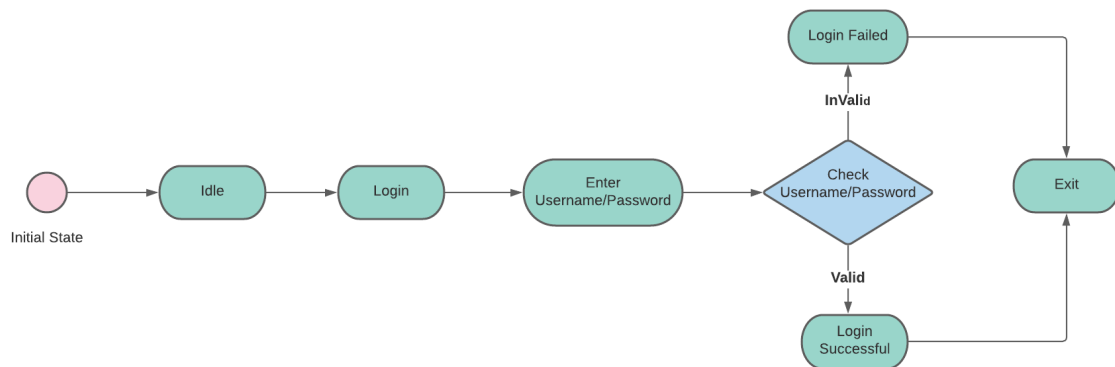 Login Failed
InValid
Idle
Login
Enter
Username/Password
Check
Username/Password
Exit
Initial State
Valid
Login
Successful